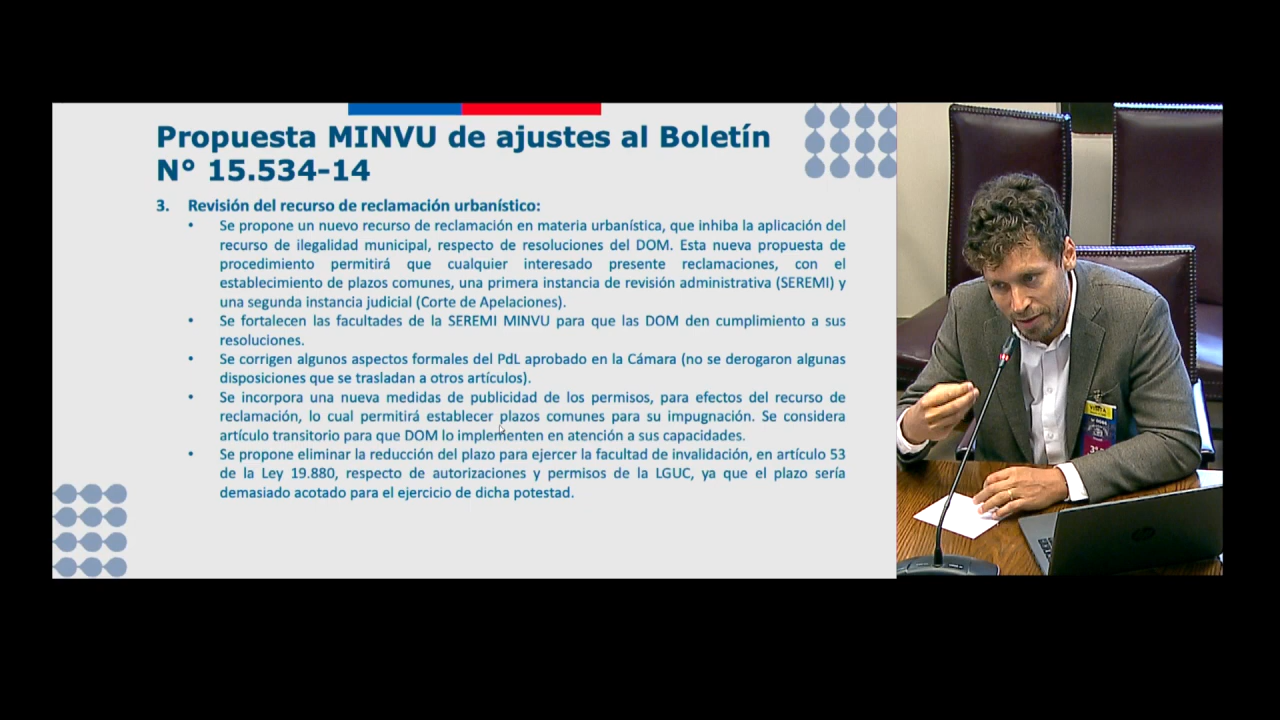 Propuesta MINVU de ajustes al Boletín
N° 15.534-14
3. Revisión del recurso de reclamación urbanístico:
• Se propone un nuevo recurso de reclamación en materia urbanística, que inhiba la aplicación del
recurso de ilegalidad municipal, respecto de resoluciones del DOM. Esta nueva propuesta de
procedimiento permitirá que cualquier interesado presente reclamaciones, con el
establecimiento de plazos comunes, una primera instancia de revisión administrativa (SEREMI) y
una segunda instancia judicial (Corte de Apelaciones).
• Se fortalecen las facultades de la SEREMI MINVU para que las DOM den cumplimiento a sus
resoluciones.
• Se corrigen algunos aspectos formales del PdL aprobado en la Cámara (no se derogaron algunas
disposiciones que se trasladan a otros artículos).
• Se incorpora una nueva medidas de publicidad de los permisos, para efectos del recurso de
reclamación, lo cual permitirá establecer plazos comunes para su impugnación. Se considera
artículo transitorio para que DOM lo implementen en atención a sus capacidades.
• Se propone eliminar la reducción del plazo para ejercer la facultad de invalidación, en artículo 53
de la Ley 19.880, respecto de autorizaciones y permisos de la LGUC, ya que el plazo sería
demasiado acotado para el ejercicio de dicha potestad.
VISITA